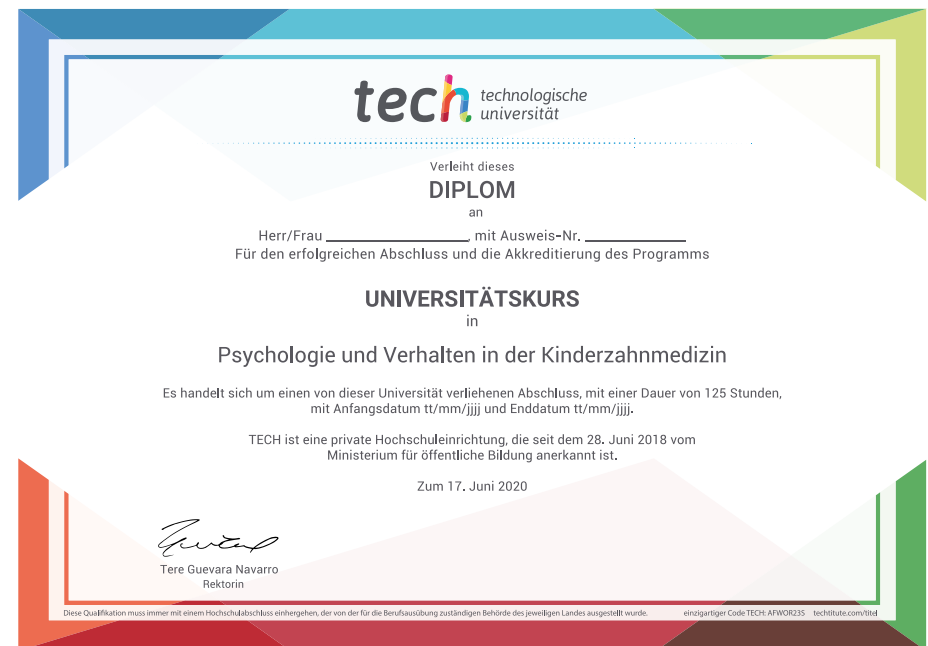 tech technologische
universität
Verleiht dieses
DIPLOM
an
Herr/Frau ____________________, mit Ausweis-Nr. ______________
Für den erfolgreichen Abschluss und die Akkreditierung des Programms
UNIVERSITÄTSKURS
in
Psychologie und Verhalten in der Kinderzahnmedizin
Es handelt sich um einen von dieser Universität verliehenen Abschluss, mit einer Dauer von 125 Stunden,
mit Anfangsdatum tt/mm/jjjj und Enddatum tt/mm/jjjj.
TECH ist eine private Hochschuleinrichtung, die seit dem 28. Juni 2018 vom
Ministerium für öffentliche Bildung anerkannt ist.
Zum 17. Juni 2020
Tere Guevara Navarro
Rektorin
Diese Qualifikation muss immer mit einem Hochschulabschluss einhergehen, der von der für die Berufsausübung zuständigen Behörde des jeweiligen Landes ausgestellt wurde. einzigartiger Code TECH: AFWOR23S techtitute.com/titel